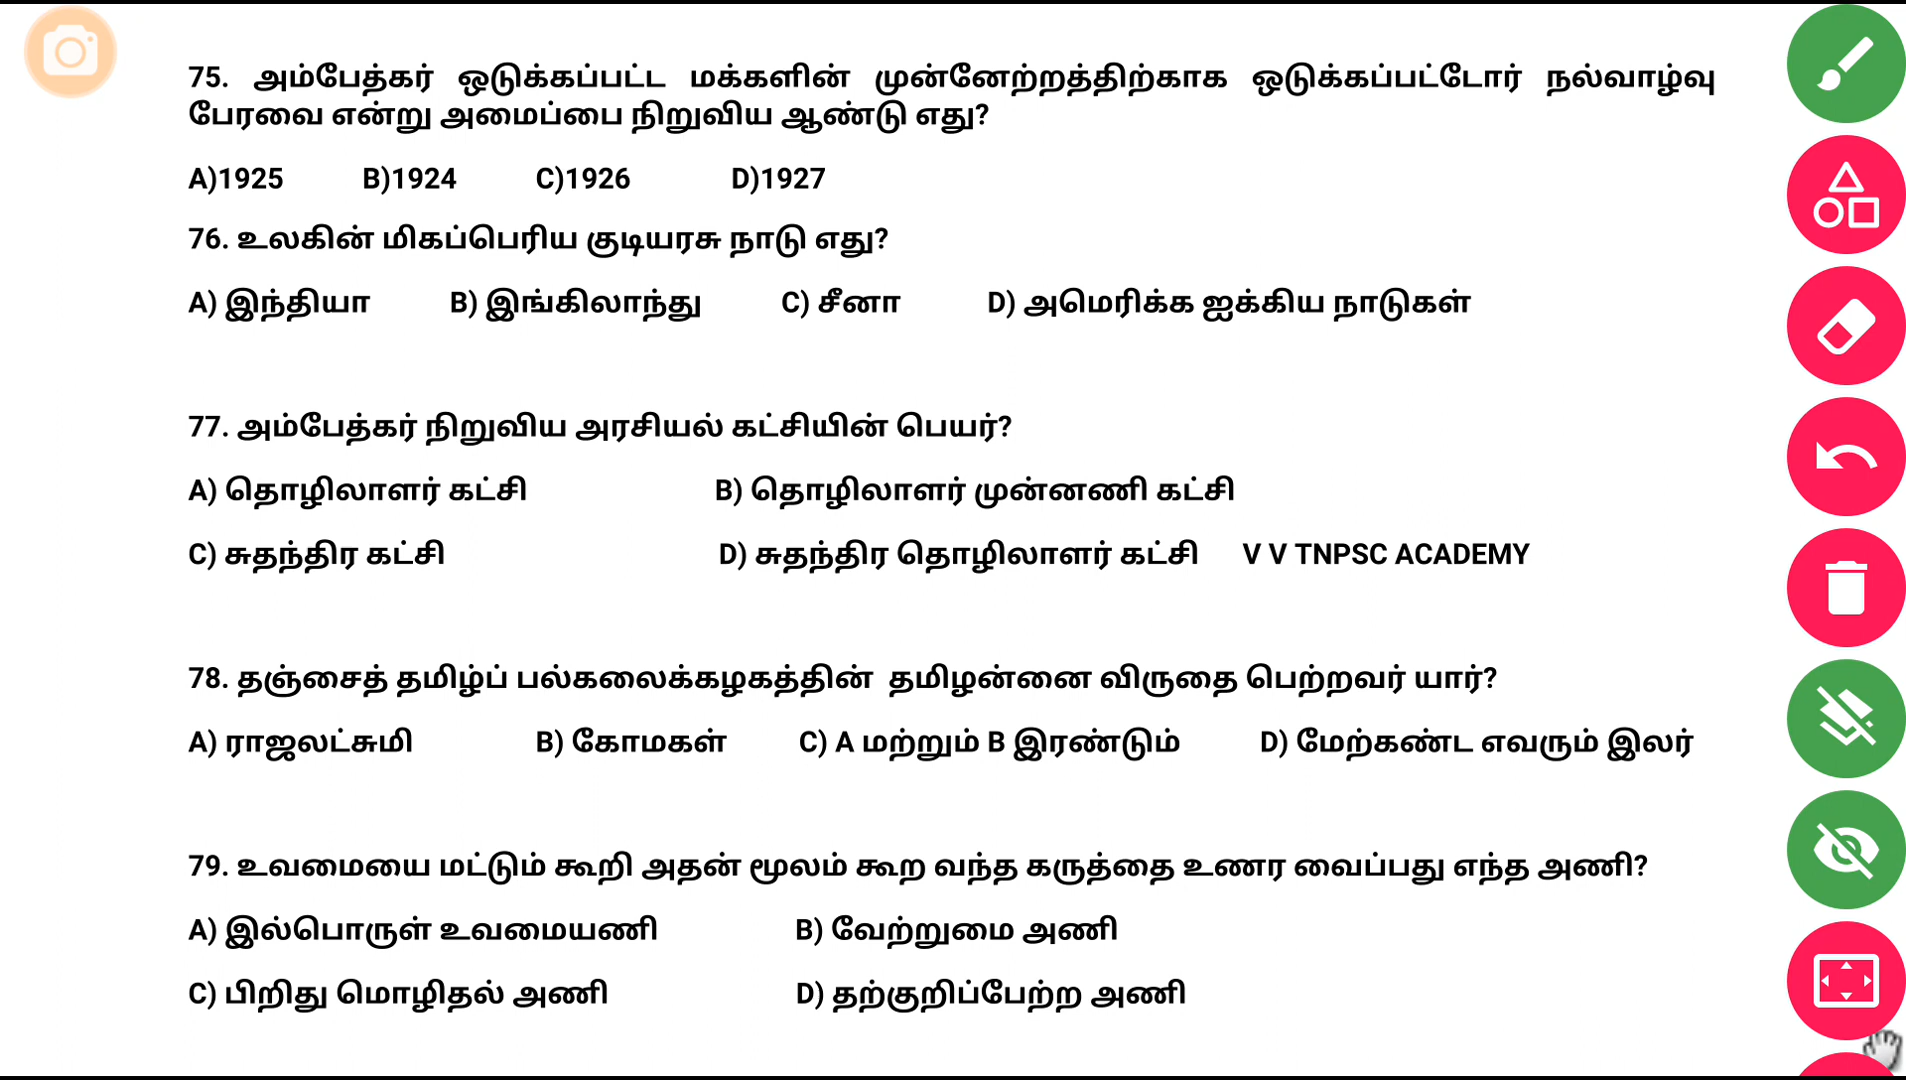 75. அம்பேத்கர் ஒடுக்கப்பட்ட மக்களின் முன்னேற்றத்திற்காக ஒடுக்கப்பட்டோர் நல்வாழ்வு
பேரவை என்று அமைப்பை நிறுவிய ஆண்டு எது?
A)1925 B)1924 C)1926 D)1927
76. உலகின் மிகப்பெரிய குடியரசு நாடு எது?
A) இந்தியா B) இங்கிலாந்து C) சீனா D) அமெரிக்க ஐக்கிய நாடுகள்
77. அம்பேத்கர் நிறுவிய அரசியல் கட்சியின் பெயர்?
A) தொழிலாளர் கட்சி B) தொழிலாளர் முன்னணி கட்சி
C) சுதந்திர கட்சி D) சுதந்திர தொழிலாளர் கட்சி V V TNPSC ACADEMY
78. தஞ்சைத் தமிழ்ப் பல்கலைக்கழகத்தின் தமிழன்னை விருதை பெற்றவர் யார்?
A) ராஜலட்சுமி B) கோமகள் C) A மற்றும் B இரண்டும் D) மேற்கண்ட எவரும் இலர்
79. உவமையை மட்டும் கூறி அதன் மூலம் கூற வந்த கருத்தை உணர வைப்பது எந்த அணி?
A) இல்பொருள் உவமையணி B) வேற்றுமை அணி
C) பிறிது மொழிதல் அணி D) தற்குறிப்பேற்ற அணி